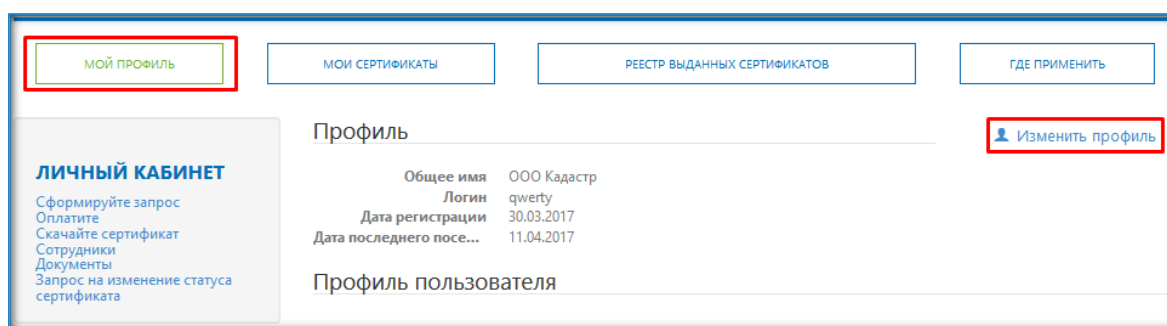 МОЙ ПРОФИЛЬ
МОИ СЕРТИФИКАТЫ
РЕЕСТР ВЫДАННЫХ СЕРТИФИКАТОВ
ГДЕ ПРИМЕНИТЬ
ЛИЧНЫЙ КАБИНЕТ
Сформируйте запрос
Оплатите
Скачайте сертификат
Сотрудники
Документы
Запрос на изменение статуса
сертификата
Профиль
Изменить профиль
Общее имя ООО Кадастр
Логин qwerty
Дата регистрации 30.03.2017
Дата последнего посе... 11.04.2017
Профиль пользователя